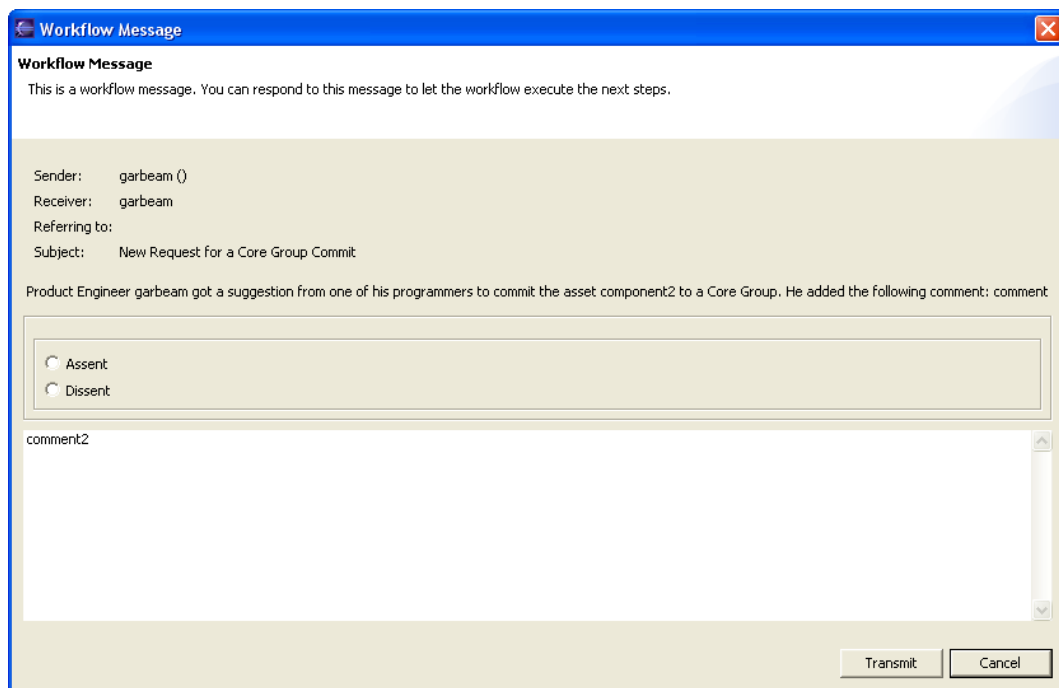 Workflow Message
Workflow Message
This is a workflow message. You can respond to this message to let the workflow execute the next steps.
Sender: garbeam ()
Receiver: garbeam
Referring to:
Subject: New Request for a Core Group Commit
Product Engineer garbeam got a suggestion from one of his programmers to commit the asset component2 to a Core Group. He added the following comment: comment
Assent
Dissent
comment2
Transmit Cancel